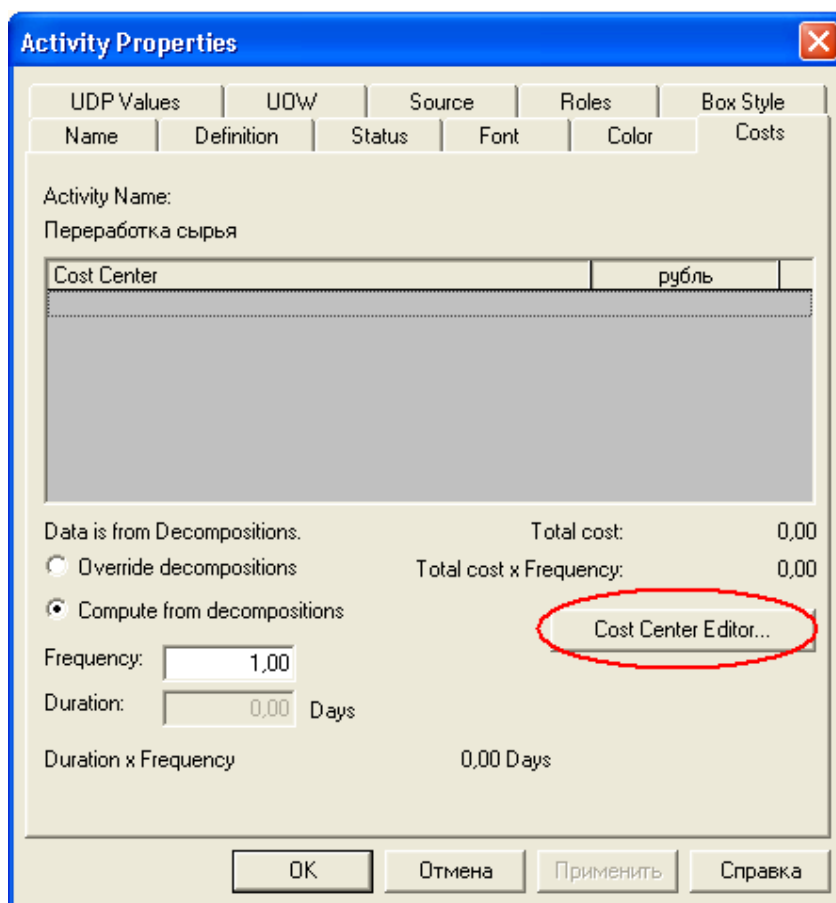 Activity Properties
UDP Values UOW Source Roles Box Style
Name Definition Status Font Color Costs
Activity Name:
Переработка сырья
Cost Center рубль
Data is from Decompositions. Total cost: 0,00
Override decompositions Total cost x Frequency: 0,00
Compute from decompositions
Cost Center Editor...
Frequency: 1,00
Duration: 0,00 Days
Duration x Frequency 0,00 Days
OK Отмена Применить Справка